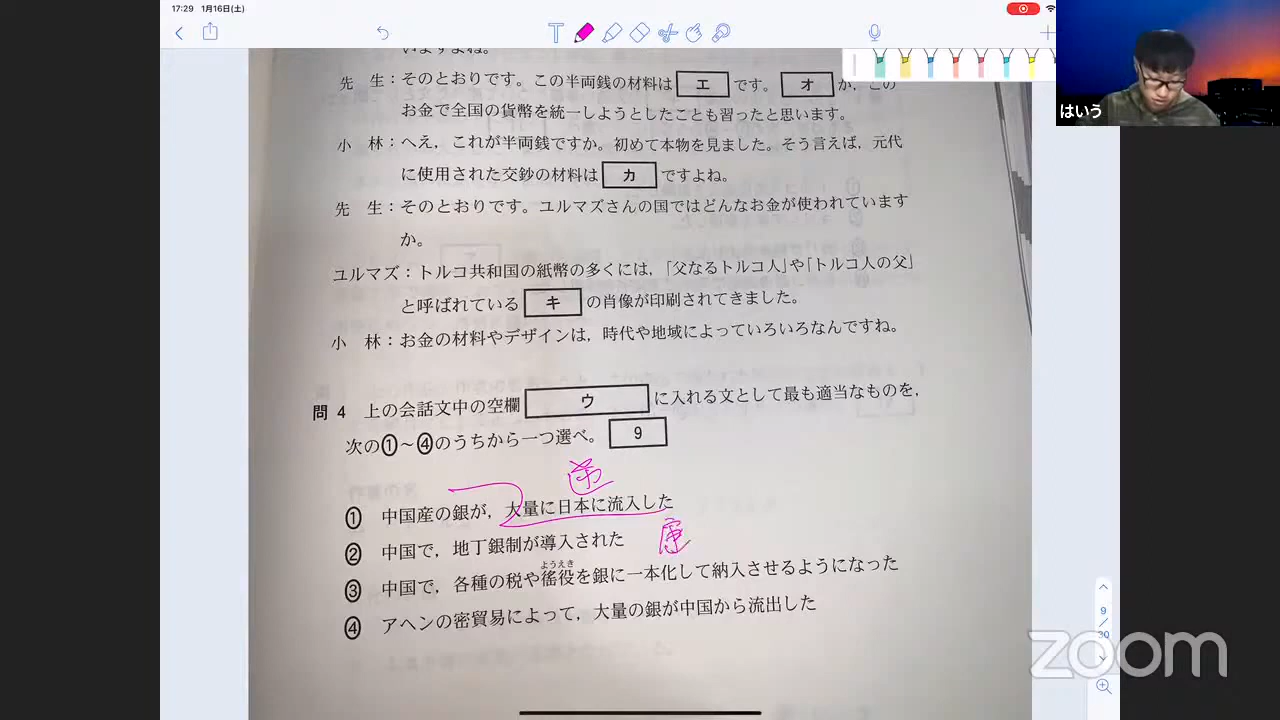 17:29 1月16日(土)
いますよね。
先 生：そのとおりです。この半両銭の材料は エ です。 オ が，この
お金で全国の貨幣を統一しようとしたことも習ったと思います。
小 林：へえ，これが半両銭ですか。初めて本物を見ました。そう言えば，元代
に使用された交鈔の材料は カ ですよね。
先 生：そのとおりです。ユルマズさんの国ではどんなお金が使われています
か。
ユルマズ：トルコ共和国の紙幣の多くには，「父なるトルコ人」や「トルコ人の父」
と呼ばれている キ の肖像が印刷されてきました。
小 林：お金の材料やデザインは，時代や地域によっていろいろなんですね。
問 4 上の会話文中の空欄 ウ に入れる文として最も適当なものを，
次の①～④のうちから一つ選べ。 9
逆
① 中国産の銀が，大量に日本に流入した
② 中国で，地丁銀制が導入された
ようえき
③ 中国で，各種の税や徭役を銀に一本化して納入させるようになった
④ アヘンの密貿易によって，大量の銀が中国から流出した
はいう
9
/
30
zoom